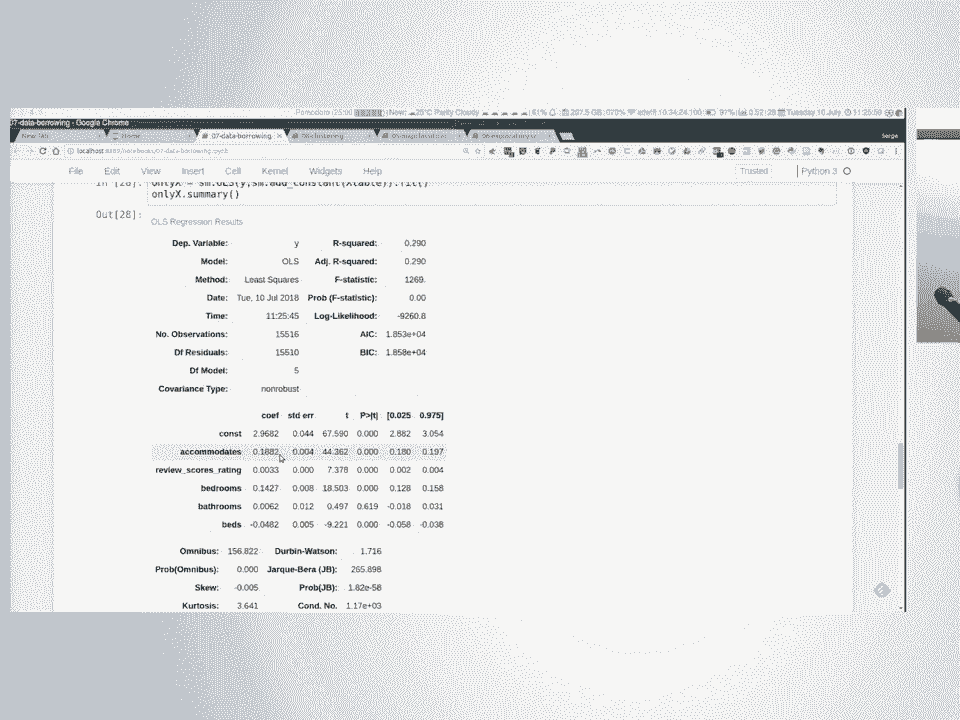 Tuesday 10 July 11:25:59
07-data-borrowing - Google Chrome
Home 07-data-borrowing Serge
localhost:8889/notebooks/07-data-borrowing.ipynb
File Edit View Insert Cell Kernel Widgets Help Trusted Python 3
In [28]: onlyX = sm.OLS(y,sm.add_constant(Xtable)).fit()
onlyX.summary()
Out[28]:
OLS Regression Results
Dep. Variable: y R-squared: 0.290
Model: OLS Adj. R-squared: 0.290
Method: Least Squares F-statistic: 1269.
Date: Tue, 10 Jul 2018 Prob (F-statistic): 0.00
Time: 11:25:45 Log-Likelihood: -9260.8
No. Observations: 15516 AIC: 1.853e+04
Df Residuals: 15510 BIC: 1.858e+04
Df Model: 5
Covariance Type: nonrobust
coef std err t P>|t| [0.025 0.975]
const 2.9682 0.044 67.590 0.000 2.882 3.054
accommodates 0.1882 0.004 44.362 0.000 0.180 0.197
review_scores_rating 0.0033 0.000 7.378 0.000 0.002 0.004
bedrooms 0.1427 0.008 18.503 0.000 0.128 0.158
bathrooms 0.0062 0.012 0.497 0.619 -0.018 0.031
beds -0.0482 0.005 -9.221 0.000 -0.058 -0.038
Omnibus: 156.822 Durbin-Watson: 1.716
Prob(Omnibus): 0.000 Jarque-Bera (JB): 265.898
Skew: -0.005 Prob(JB): 1.82e-58
Kurtosis: 3.641 Cond. No. 1.17e+03